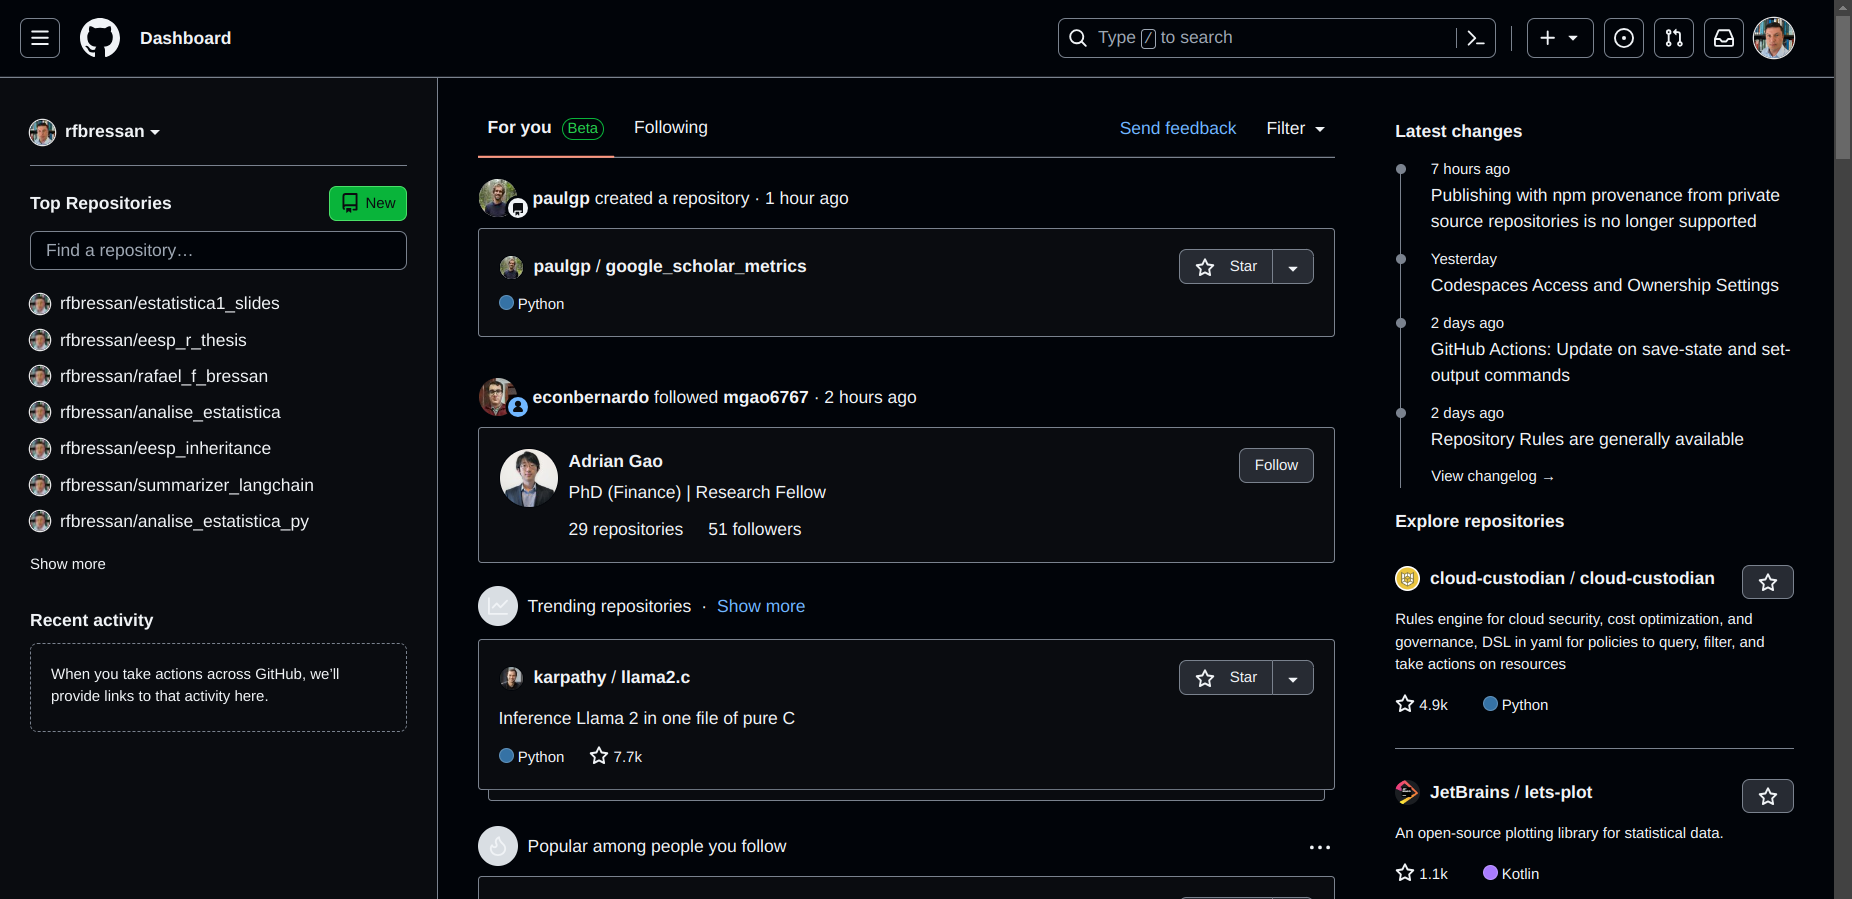 Dashboard
Type / to search
rfbressan
Top Repositories
New
Find a repository…
rfbressan/estatistica1_slides
rfbressan/eesp_r_thesis
rfbressan/rafael_f_bressan
rfbressan/analise_estatistica
rfbressan/eesp_inheritance
rfbressan/summarizer_langchain
rfbressan/analise_estatistica_py
Show more
Recent activity
When you take actions across GitHub, we'll
provide links to that activity here.
For you Beta Following
Send feedback Filter
paulgp created a repository · 1 hour ago
paulgp / google_scholar_metrics
Star
Python
econbernardo followed mgao6767 · 2 hours ago
Adrian Gao
Follow
PhD (Finance) | Research Fellow
29 repositories 51 followers
Trending repositories · Show more
karpathy / llama2.c
Star
Inference Llama 2 in one file of pure C
Python 7.7k
Popular among people you follow
Latest changes
7 hours ago
Publishing with npm provenance from private
source repositories is no longer supported
Yesterday
Codespaces Access and Ownership Settings
2 days ago
GitHub Actions: Update on save-state and set-
output commands
2 days ago
Repository Rules are generally available
View changelog →
Explore repositories
cloud-custodian / cloud-custodian
Rules engine for cloud security, cost optimization, and
governance, DSL in yaml for policies to query, filter, and
take actions on resources
4.9k Python
JetBrains / lets-plot
An open-source plotting library for statistical data.
1.1k Kotlin